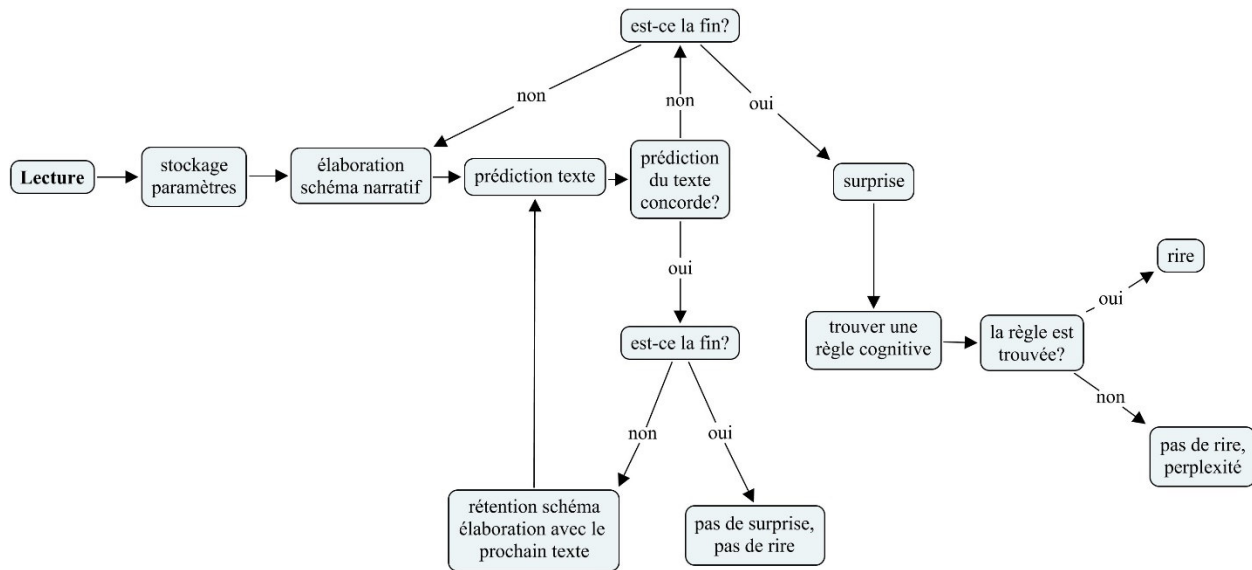 est-ce la fin?
non
non
oui
Lecture
stockage
paramètres
élaboration
schéma narratif
prédiction texte
prédiction
du texte
concorde?
surprise
oui
rire
oui
est-ce la fin?
trouver une
règle cognitive
la règle est
trouvée?
non
non
oui
pas de rire,
perplexité
rétention schéma
élaboration avec le
prochain texte
pas de surprise,
pas de rire